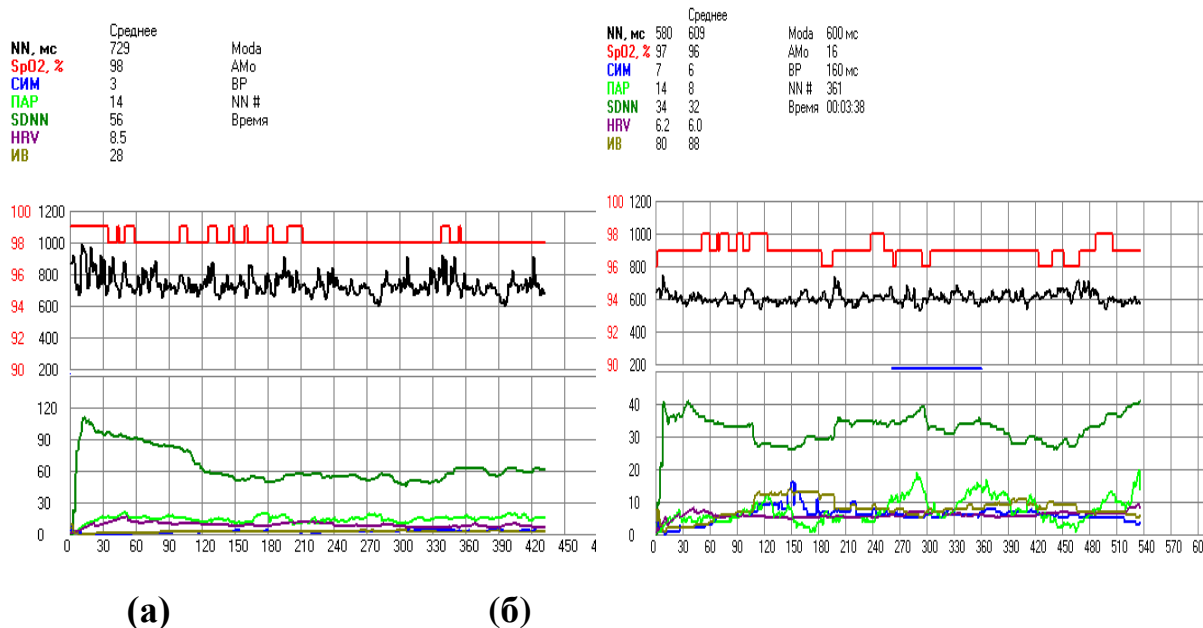 Среднее
NN, мс 729 Moda
SpO2, % 98 AMo
СИМ 3 BP
ПАР 14 NN #
SDNN 56 Время
HRV 8.5
ИВ 28
100 1200
98 1000
96 800
94 600
92 400
90 200
120
90
60
30
0
0 30 60 90 120 150 180 210 240 270 300 330 360 390 420 450 4
Среднее
NN, мс 580 609 Moda 600 мс
SpO2, % 97 96 AMo 16
СИМ 7 6 BP 160 мс
ПАР 14 8 NN # 361
SDNN 34 32 Время 00:03:38
HRV 6.2 6.0
ИВ 80 88
100 1200
98 1000
96 800
94 600
92 400
90 200
40
30
20
10
0
0 30 60 90 120 150 180 210 240 270 300 330 360 390 420 450 480 510 540 570 600
(а) (б)